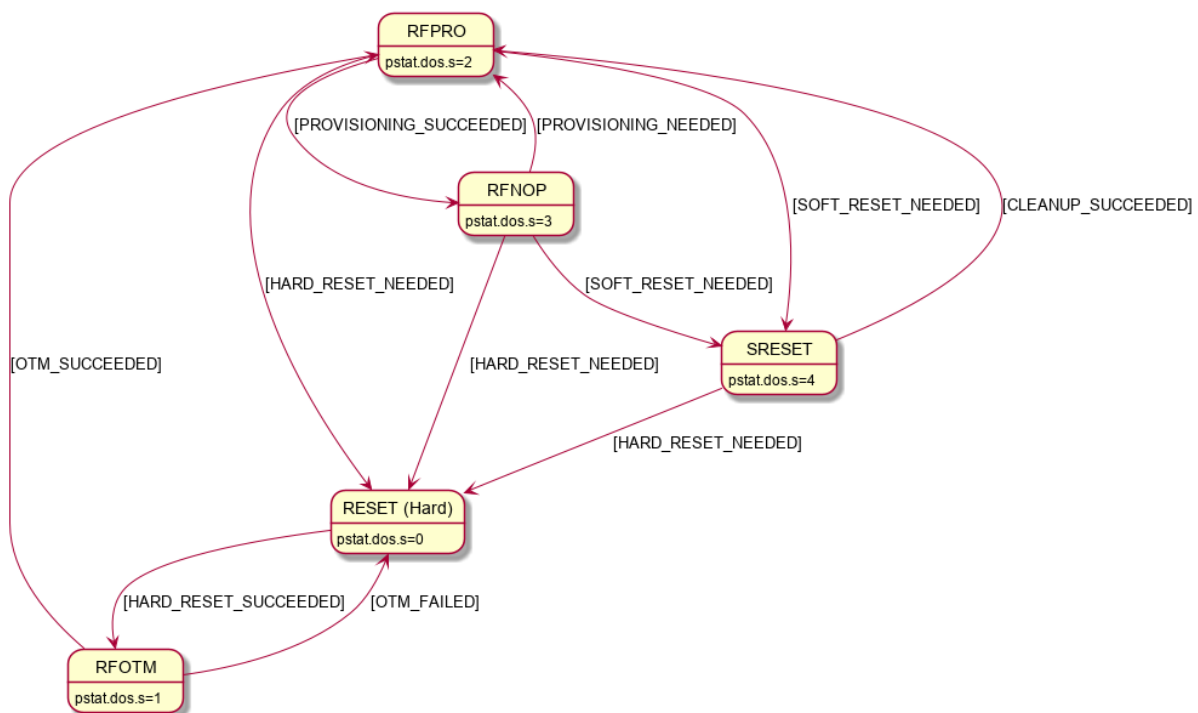 RFPRO
pstat.dos.s=2
[PROVISIONING_SUCCEEDED]
[PROVISIONING_NEEDED]
RFNOP
pstat.dos.s=3
[SOFT_RESET_NEEDED]
[CLEANUP_SUCCEEDED]
[HARD_RESET_NEEDED]
[SOFT_RESET_NEEDED]
SRESET
pstat.dos.s=4
[OTM_SUCCEEDED]
[HARD_RESET_NEEDED]
[HARD_RESET_NEEDED]
RESET (Hard)
pstat.dos.s=0
[HARD_RESET_SUCCEEDED]
[OTM_FAILED]
RFOTM
pstat.dos.s=1